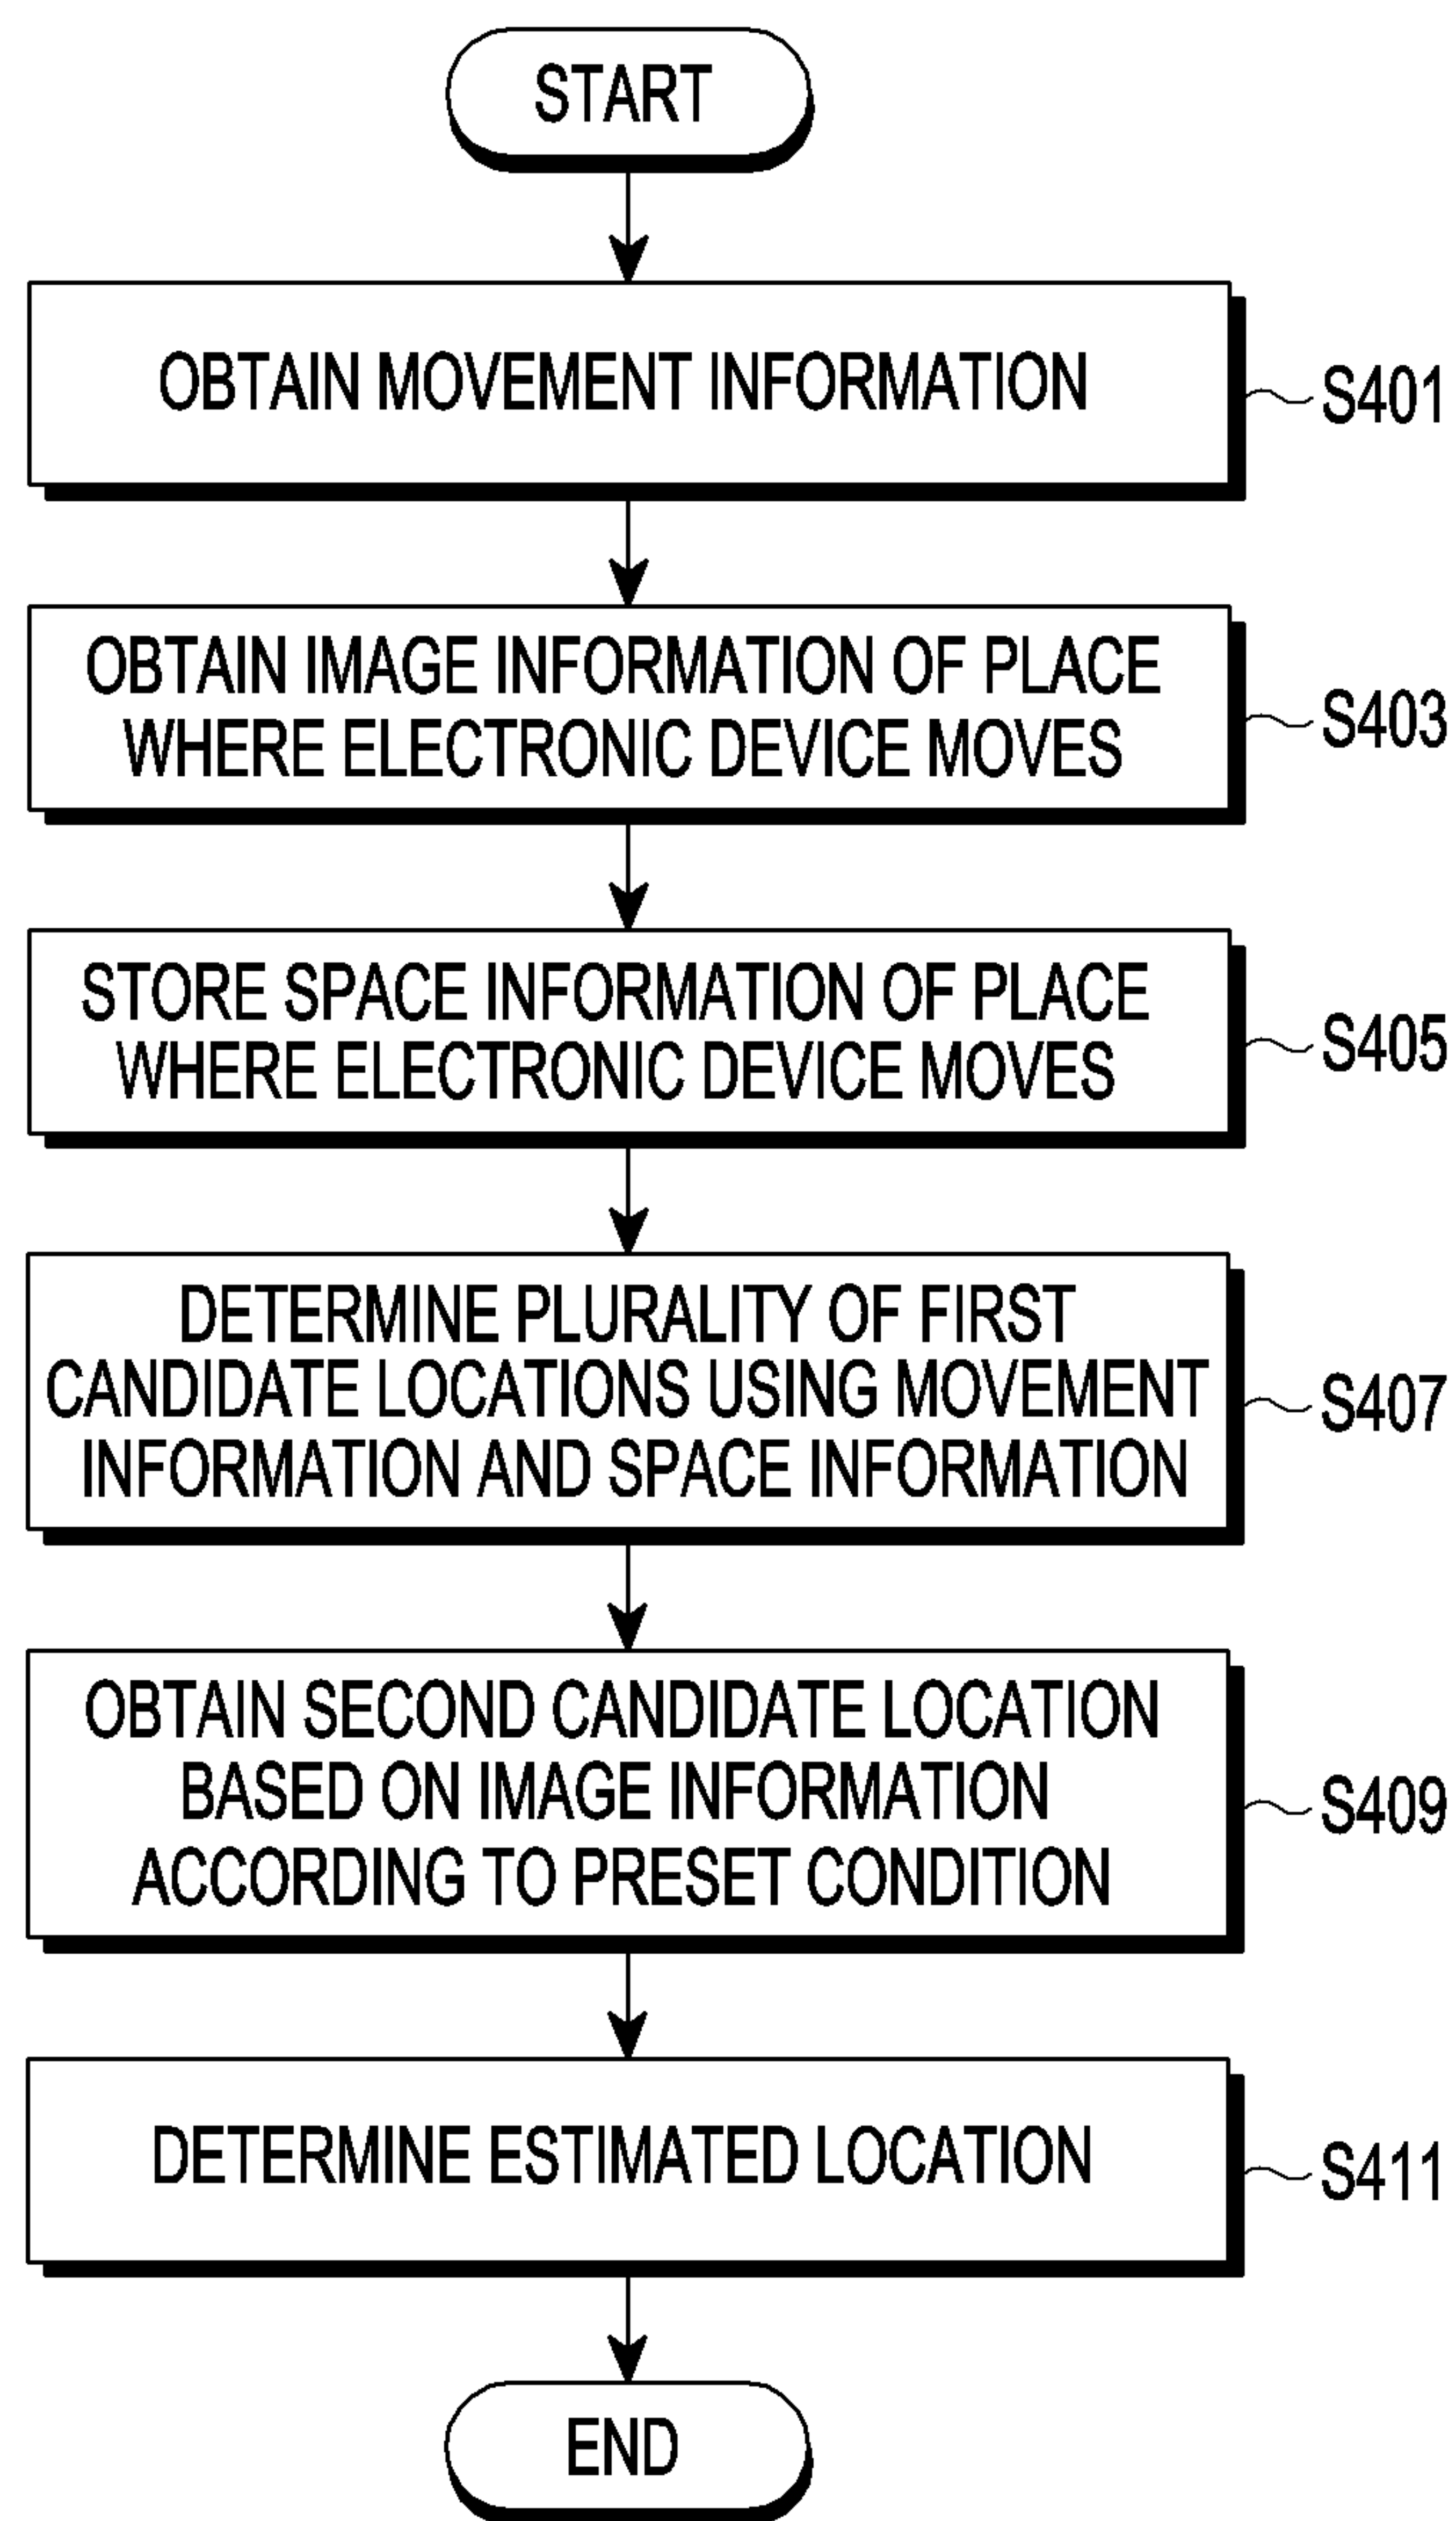 START
OBTAIN MOVEMENT INFORMATION
S401
OBTAIN IMAGE INFORMATION OF PLACE
WHERE ELECTRONIC DEVICE MOVES
S403
STORE SPACE INFORMATION OF PLACE
WHERE ELECTRONIC DEVICE MOVES
S405
DETERMINE PLURALITY OF FIRST
CANDIDATE LOCATIONS USING MOVEMENT
INFORMATION AND SPACE INFORMATION
S407
OBTAIN SECOND CANDIDATE LOCATION
BASED ON IMAGE INFORMATION
ACCORDING TO PRESET CONDITION
S409
DETERMINE ESTIMATED LOCATION
S411
END